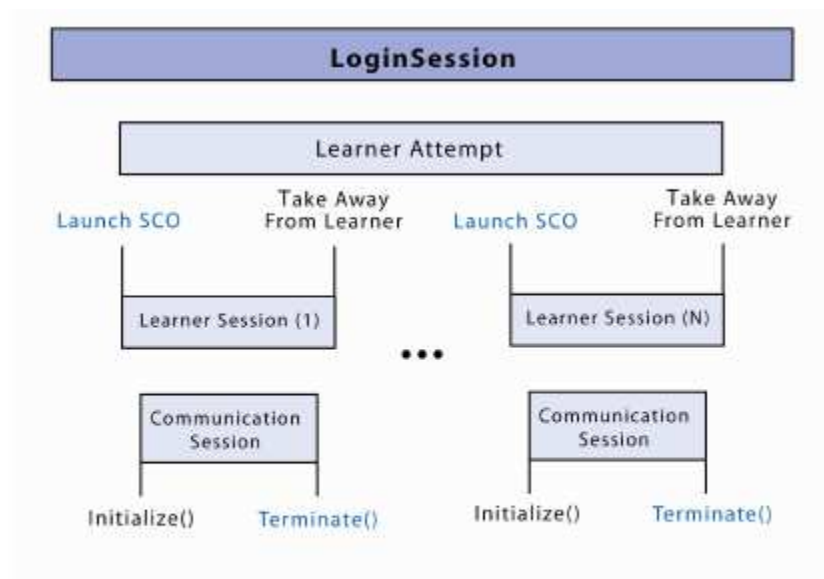 LoginSession
Learner Attempt
Launch SCO
Take Away
From Learner
Launch SCO
Take Away
From Learner
Learner Session (1)
Learner Session (N)
•••
Communication
Session
Communication
Session
Initialize()
Terminate()
Initialize()
Terminate()